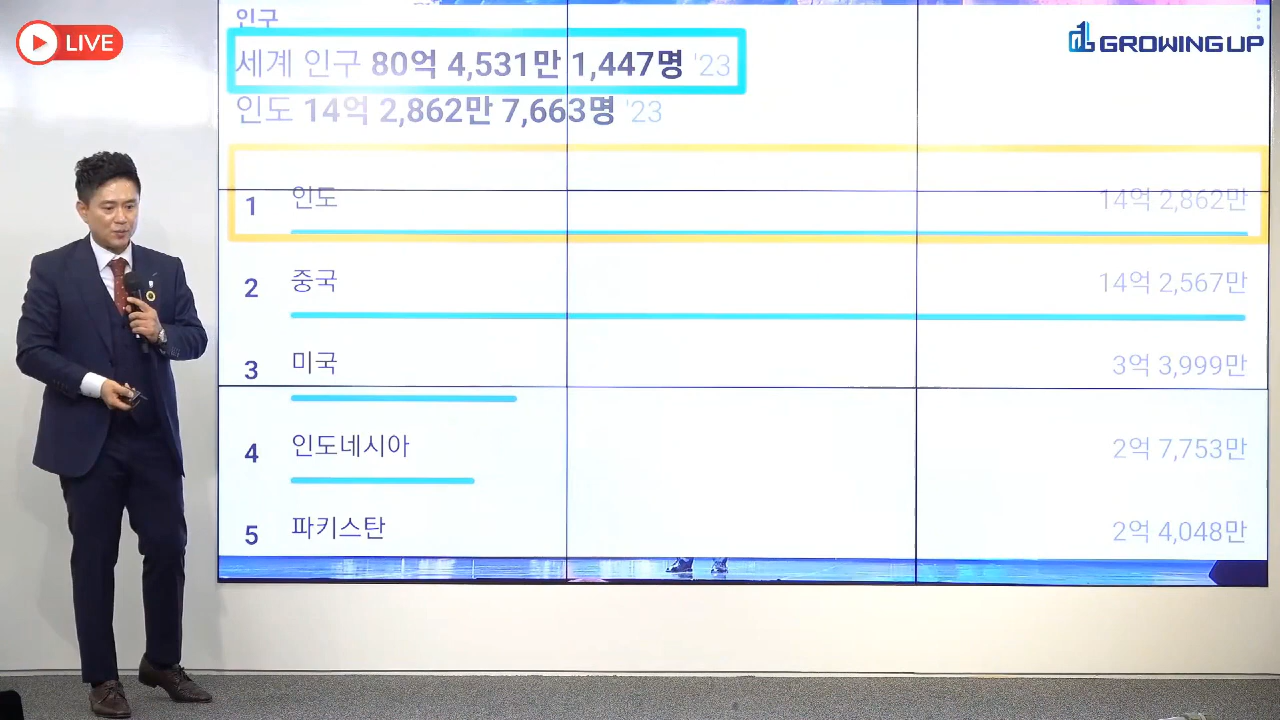 LIVE
GROWING UP
인구
세계 인구 80억 4,531만 1,447명 '23
인도 14억 2,862만 7,663명 '23
1 인도 14억 2,862만
2 중국 14억 2,567만
3 미국 3억 3,999만
4 인도네시아 2억 7,753만
5 파키스탄 2억 4,048만